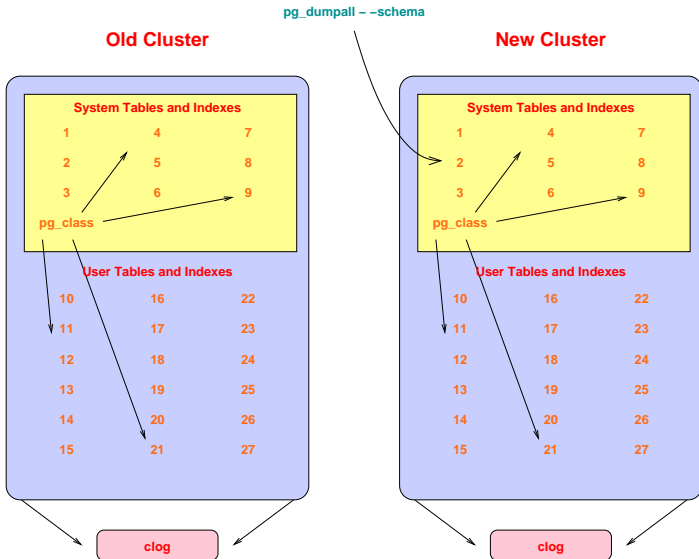 pg_dumpall – –schema
Old Cluster
System Tables and Indexes
1 4 7
2 5 8
3 6 9
pg_class
User Tables and Indexes
10 16 22
11 17 23
12 18 24
13 19 25
14 20 26
15 21 27
clog
New Cluster
System Tables and Indexes
1 4 7
2 5 8
3 6 9
pg_class
User Tables and Indexes
10 16 22
11 17 23
12 18 24
13 19 25
14 20 26
15 21 27
clog